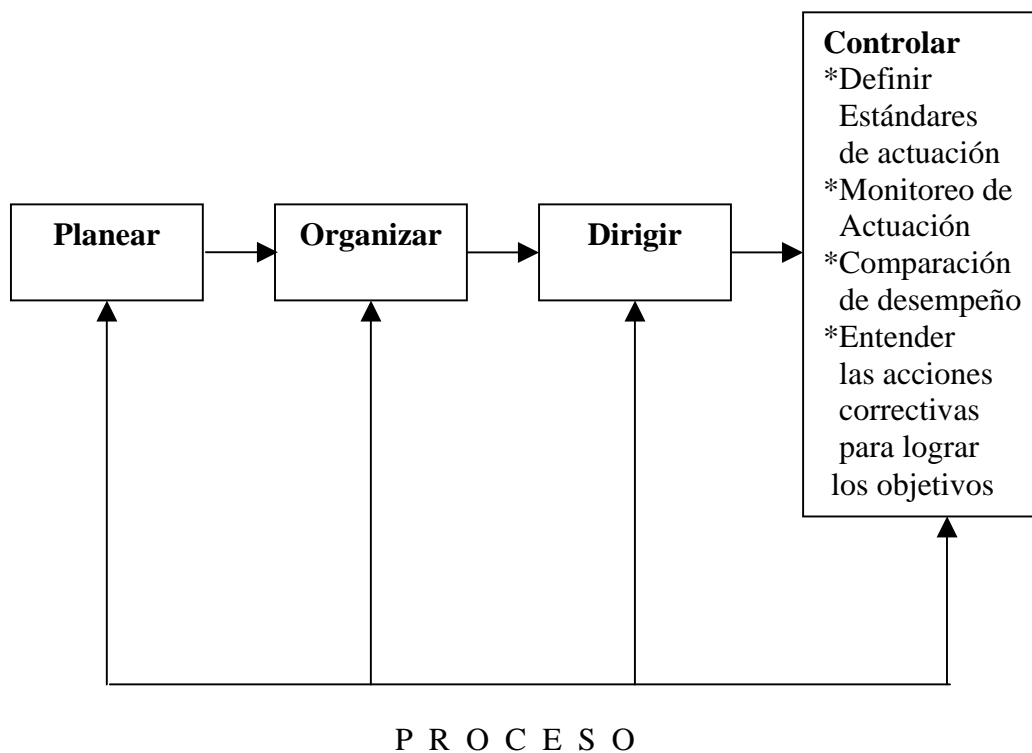 Planear
Organizar
Dirigir
Controlar
*Definir
Estándares
de actuación
*Monitoreo de
Actuación
*Comparación
de desempeño
*Entender
las acciones
correctivas
para lograr
los objetivos
P R O C E S O